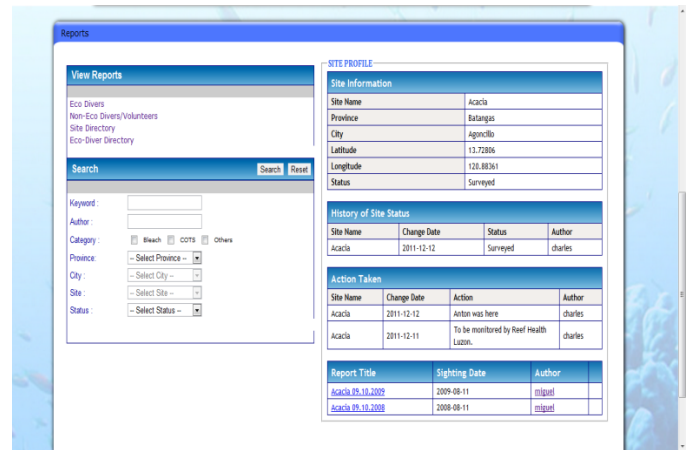 Reports
View Reports
Eco Divers
Non-Eco Divers/Volunteers
Site Directory
Eco-Diver Directory
Search Search Reset
Keyword :
Author :
Category : Bleach COTS Others
Province: -- Select Province --
City : -- Select City --
Site : -- Select Site --
Status : -- Select Status --
SITE PROFILE
Site Information
Site Name Acacia
Province Batangas
City Agoncillo
Latitude 13.72806
Longitude 120.88361
Status Surveyed
History of Site Status
Site Name Change Date Status Author
Acacia 2011-12-12 Surveyed charles
Action Taken
Site Name Change Date Action Author
Acacia 2011-12-12 Anton was here charles
Acacia 2011-12-11 To be monitored by Reef Health
Luzon. charles
Report Title Sighting Date Author
Acacia 09.10.2009 2009-08-11 miguel
Acacia 09.10.2008 2008-08-11 miguel